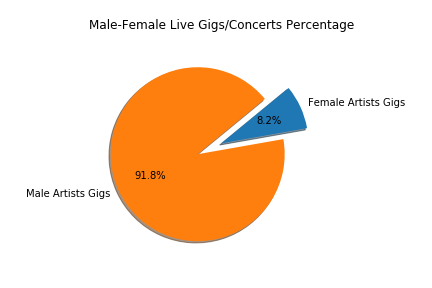 Male-Female Live Gigs/Concerts Percentage
Female Artists Gigs
8.2%
91.8%
Male Artists Gigs